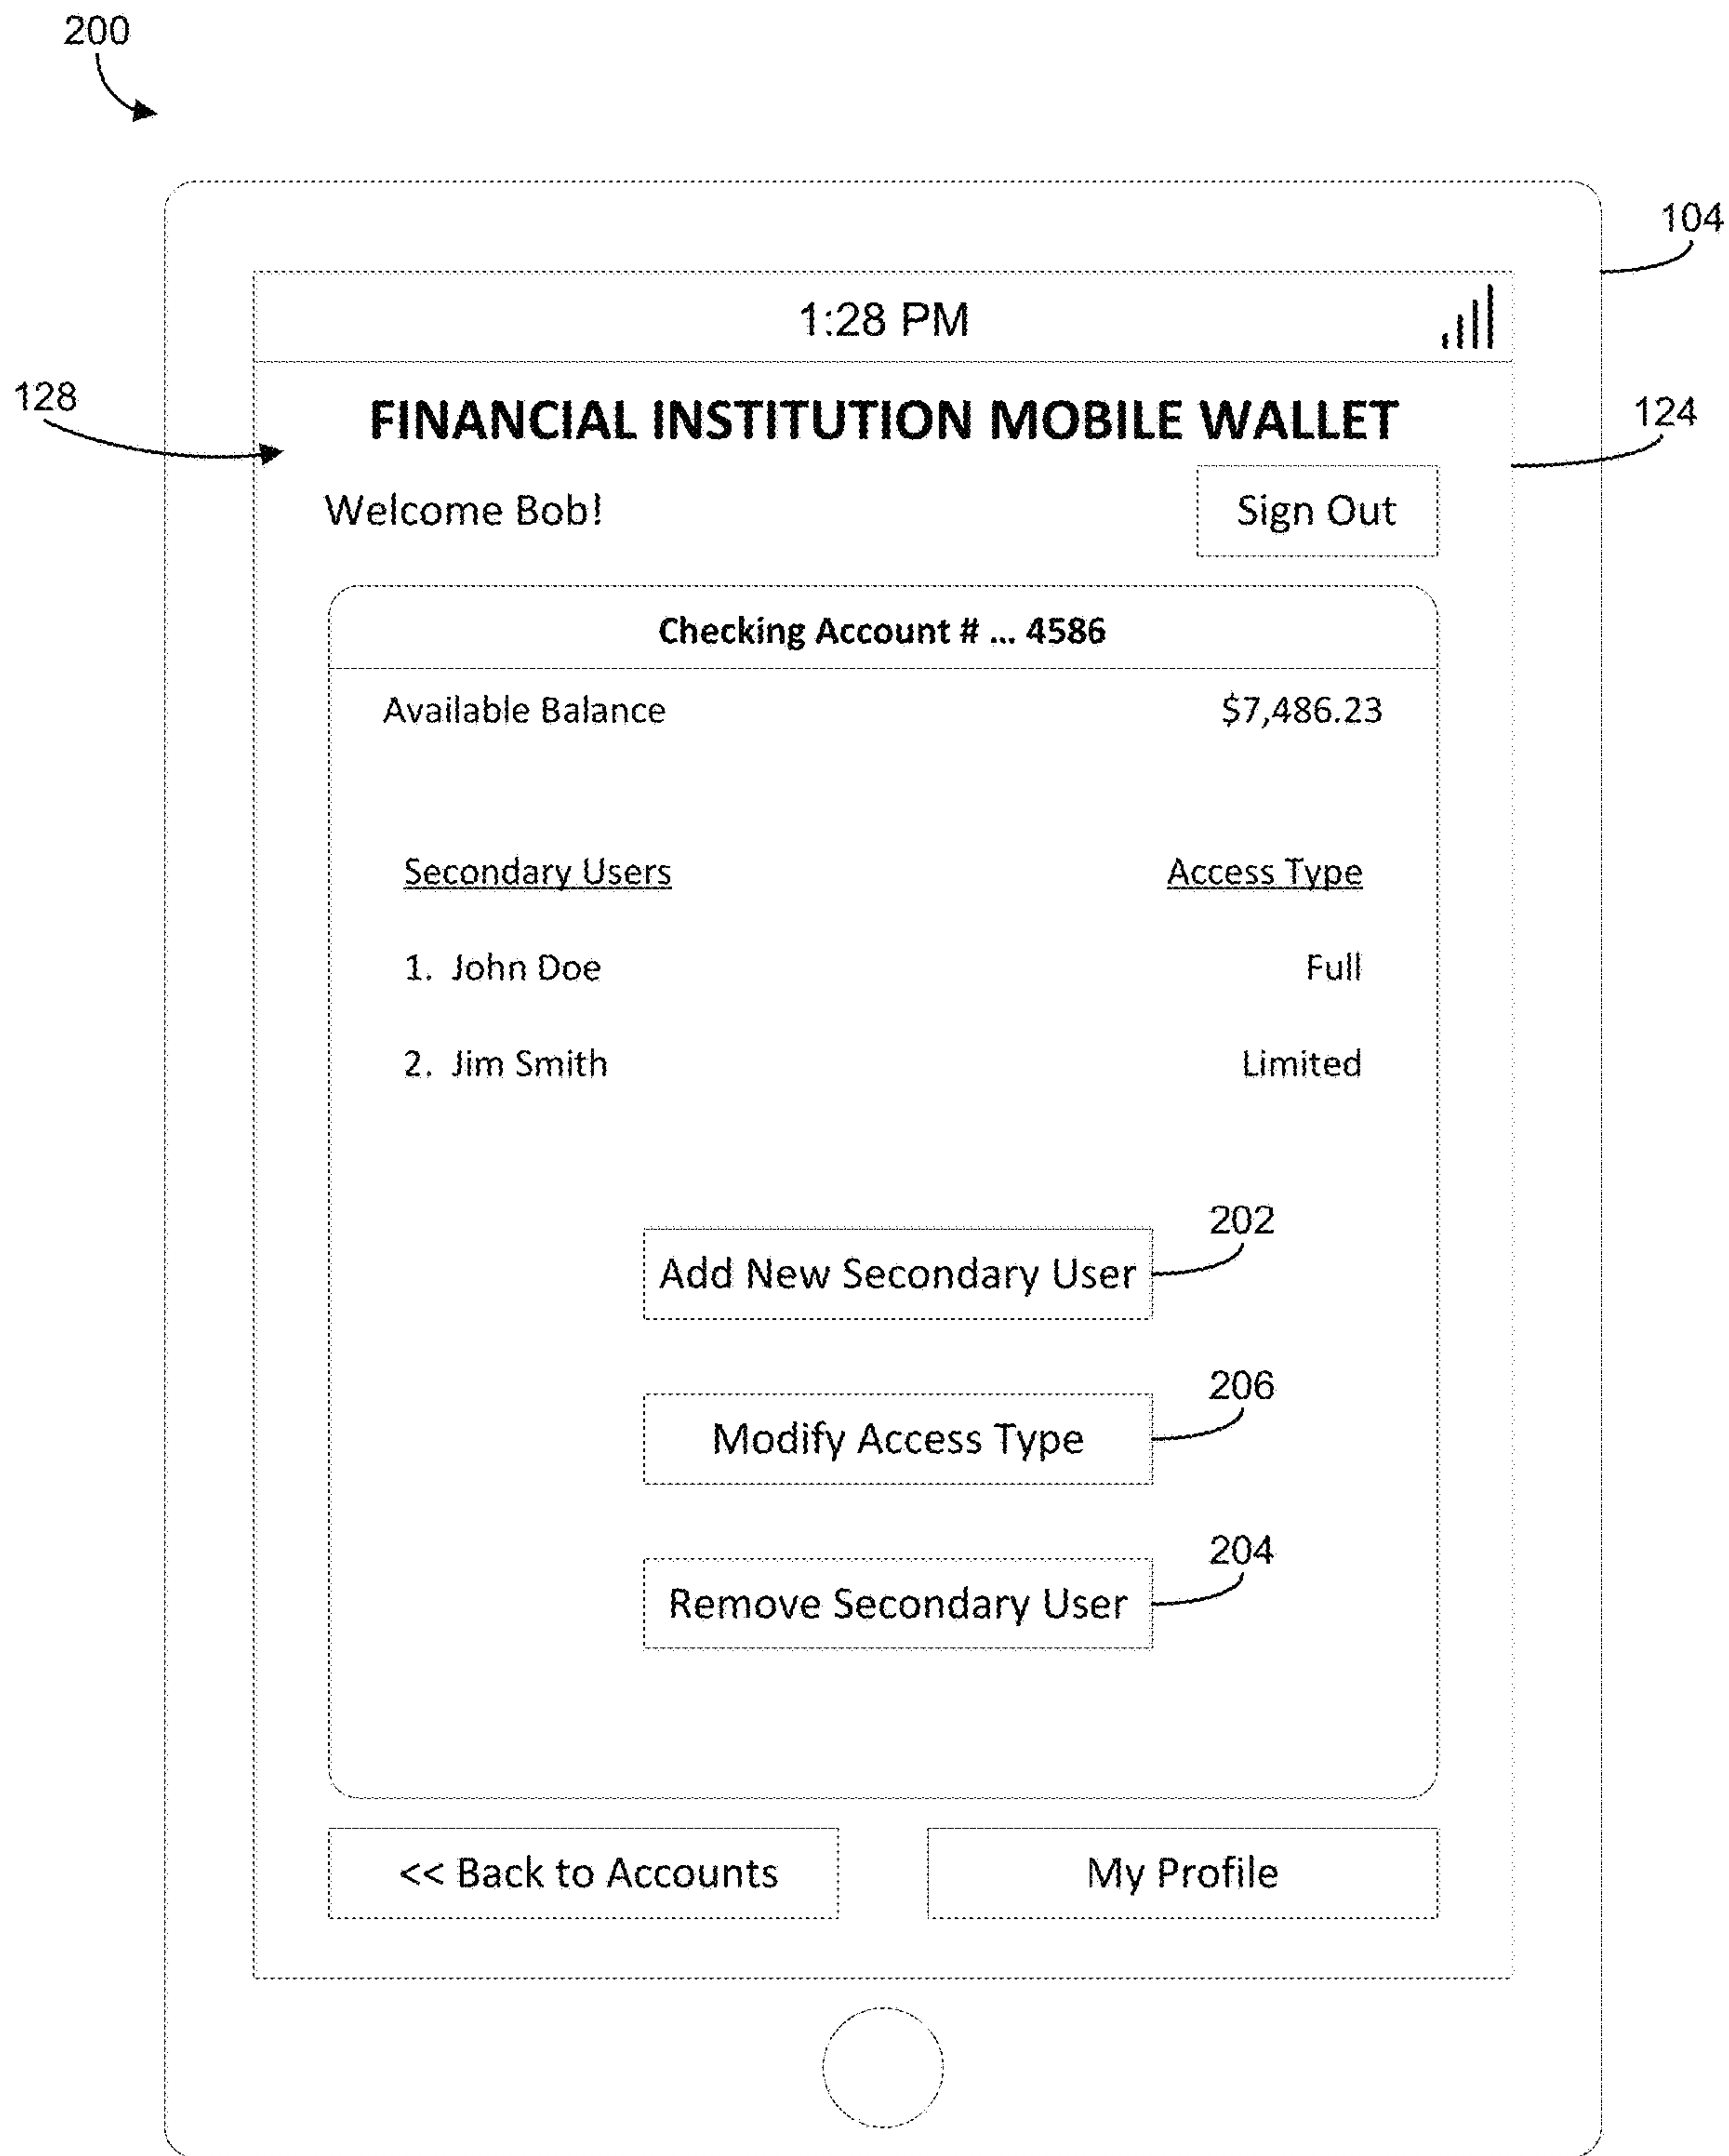 200
104
1:28 PM
128
FINANCIAL INSTITUTION MOBILE WALLET
124
Welcome Bob!
Sign Out
Checking Account # ... 4586
Available Balance $7,486.23
Secondary Users Access Type
1. John Doe Full
2. Jim Smith Limited
202
Add New Secondary User
206
Modify Access Type
204
Remove Secondary User
<< Back to Accounts
My Profile